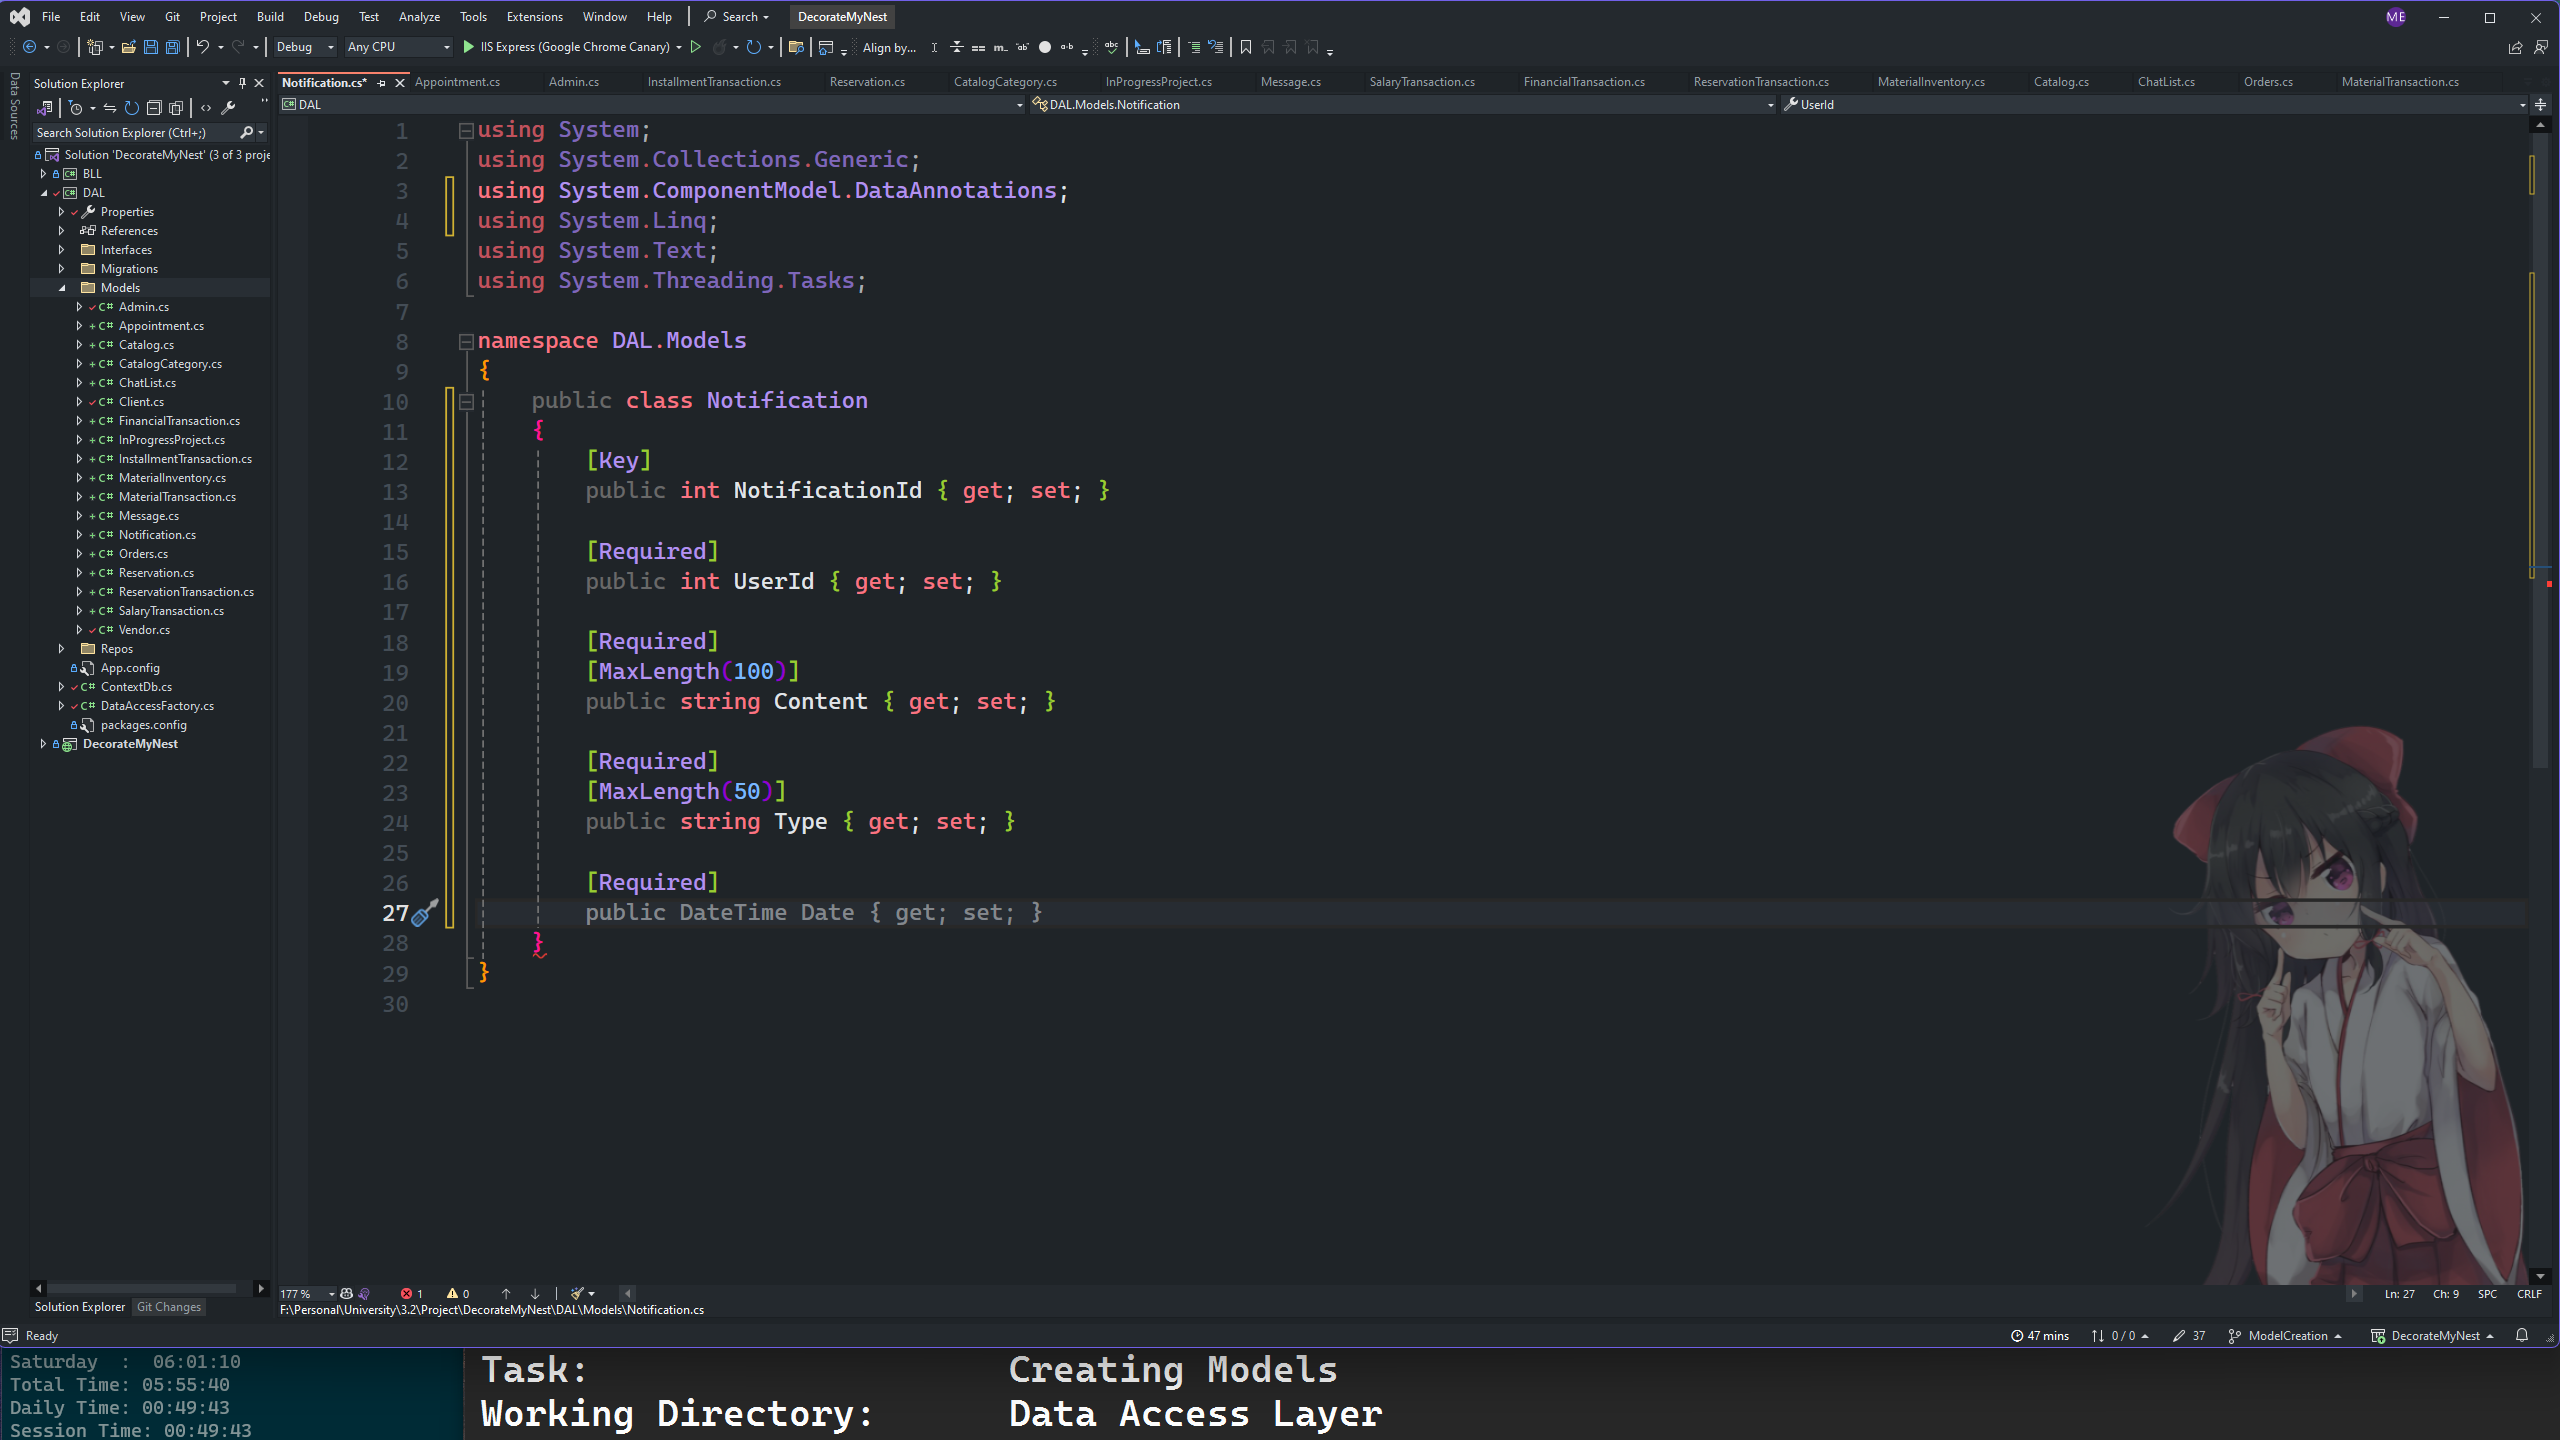 File Edit View Git Project Build Debug Test Analyze Tools Extensions Window Help Search DecorateMyNest ME
Debug Any CPU IIS Express (Google Chrome Canary) Align by...
Data Sources
Solution Explorer
Search Solution Explorer (Ctrl+;)
Solution 'DecorateMyNest' (3 of 3 proje
BLL
DAL
Properties
References
Interfaces
Migrations
Models
C# Admin.cs
C# Appointment.cs
C# Catalog.cs
C# CatalogCategory.cs
C# ChatList.cs
C# Client.cs
C# FinancialTransaction.cs
C# InProgressProject.cs
C# InstallmentTransaction.cs
C# MaterialInventory.cs
C# MaterialTransaction.cs
C# Message.cs
C# Notification.cs
C# Orders.cs
C# Reservation.cs
C# ReservationTransaction.cs
C# SalaryTransaction.cs
C# Vendor.cs
Repos
App.config
C# ContextDb.cs
C# DataAccessFactory.cs
packages.config
DecorateMyNest
Solution Explorer Git Changes
Notification.cs* Appointment.cs Admin.cs InstallmentTransaction.cs Reservation.cs CatalogCategory.cs InProgressProject.cs Message.cs SalaryTransaction.cs FinancialTransaction.cs ReservationTransaction.cs MaterialInventory.cs Catalog.cs ChatList.cs Orders.cs MaterialTransaction.cs
DAL DAL.Models.Notification UserId
1 using System;
2 using System.Collections.Generic;
3 using System.ComponentModel.DataAnnotations;
4 using System.Linq;
5 using System.Text;
6 using System.Threading.Tasks;
7
8 namespace DAL.Models
9 {
10 public class Notification
11 {
12 [Key]
13 public int NotificationId { get; set; }
14
15 [Required]
16 public int UserId { get; set; }
17
18 [Required]
19 [MaxLength(100)]
20 public string Content { get; set; }
21
22 [Required]
23 [MaxLength(50)]
24 public string Type { get; set; }
25
26 [Required]
27 public DateTime Date { get; set; }
28 }
29 }
30
177 % 1 0 Ln: 27 Ch: 9 SPC CRLF
F:\Personal\University\3.2\Project\DecorateMyNest\DAL\Models\Notification.cs
Ready 47 mins 0 / 0 37 ModelCreation DecorateMyNest
Saturday : 06:01:10
Total Time: 05:55:40
Daily Time: 00:49:43
Session Time: 00:49:43
Task: Creating Models
Working Directory: Data Access Layer